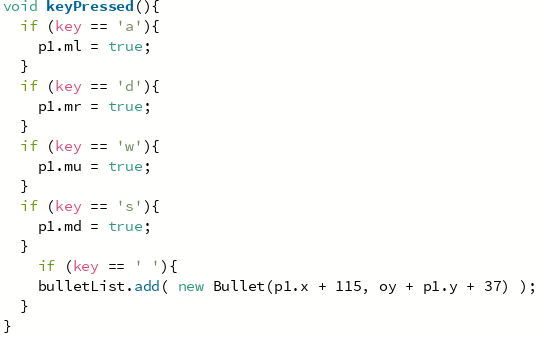 void keyPressed(){
  if (key == 'a'){
    p1.ml = true;
  }
  if (key == 'd'){
    p1.mr = true;
  }
  if (key == 'w'){
    p1.mu = true;
  }
  if (key == 's'){
    p1.md = true;
  }
    if (key == ' '){
    bulletList.add( new Bullet(p1.x + 115, oy + p1.y + 37) );
  }
}